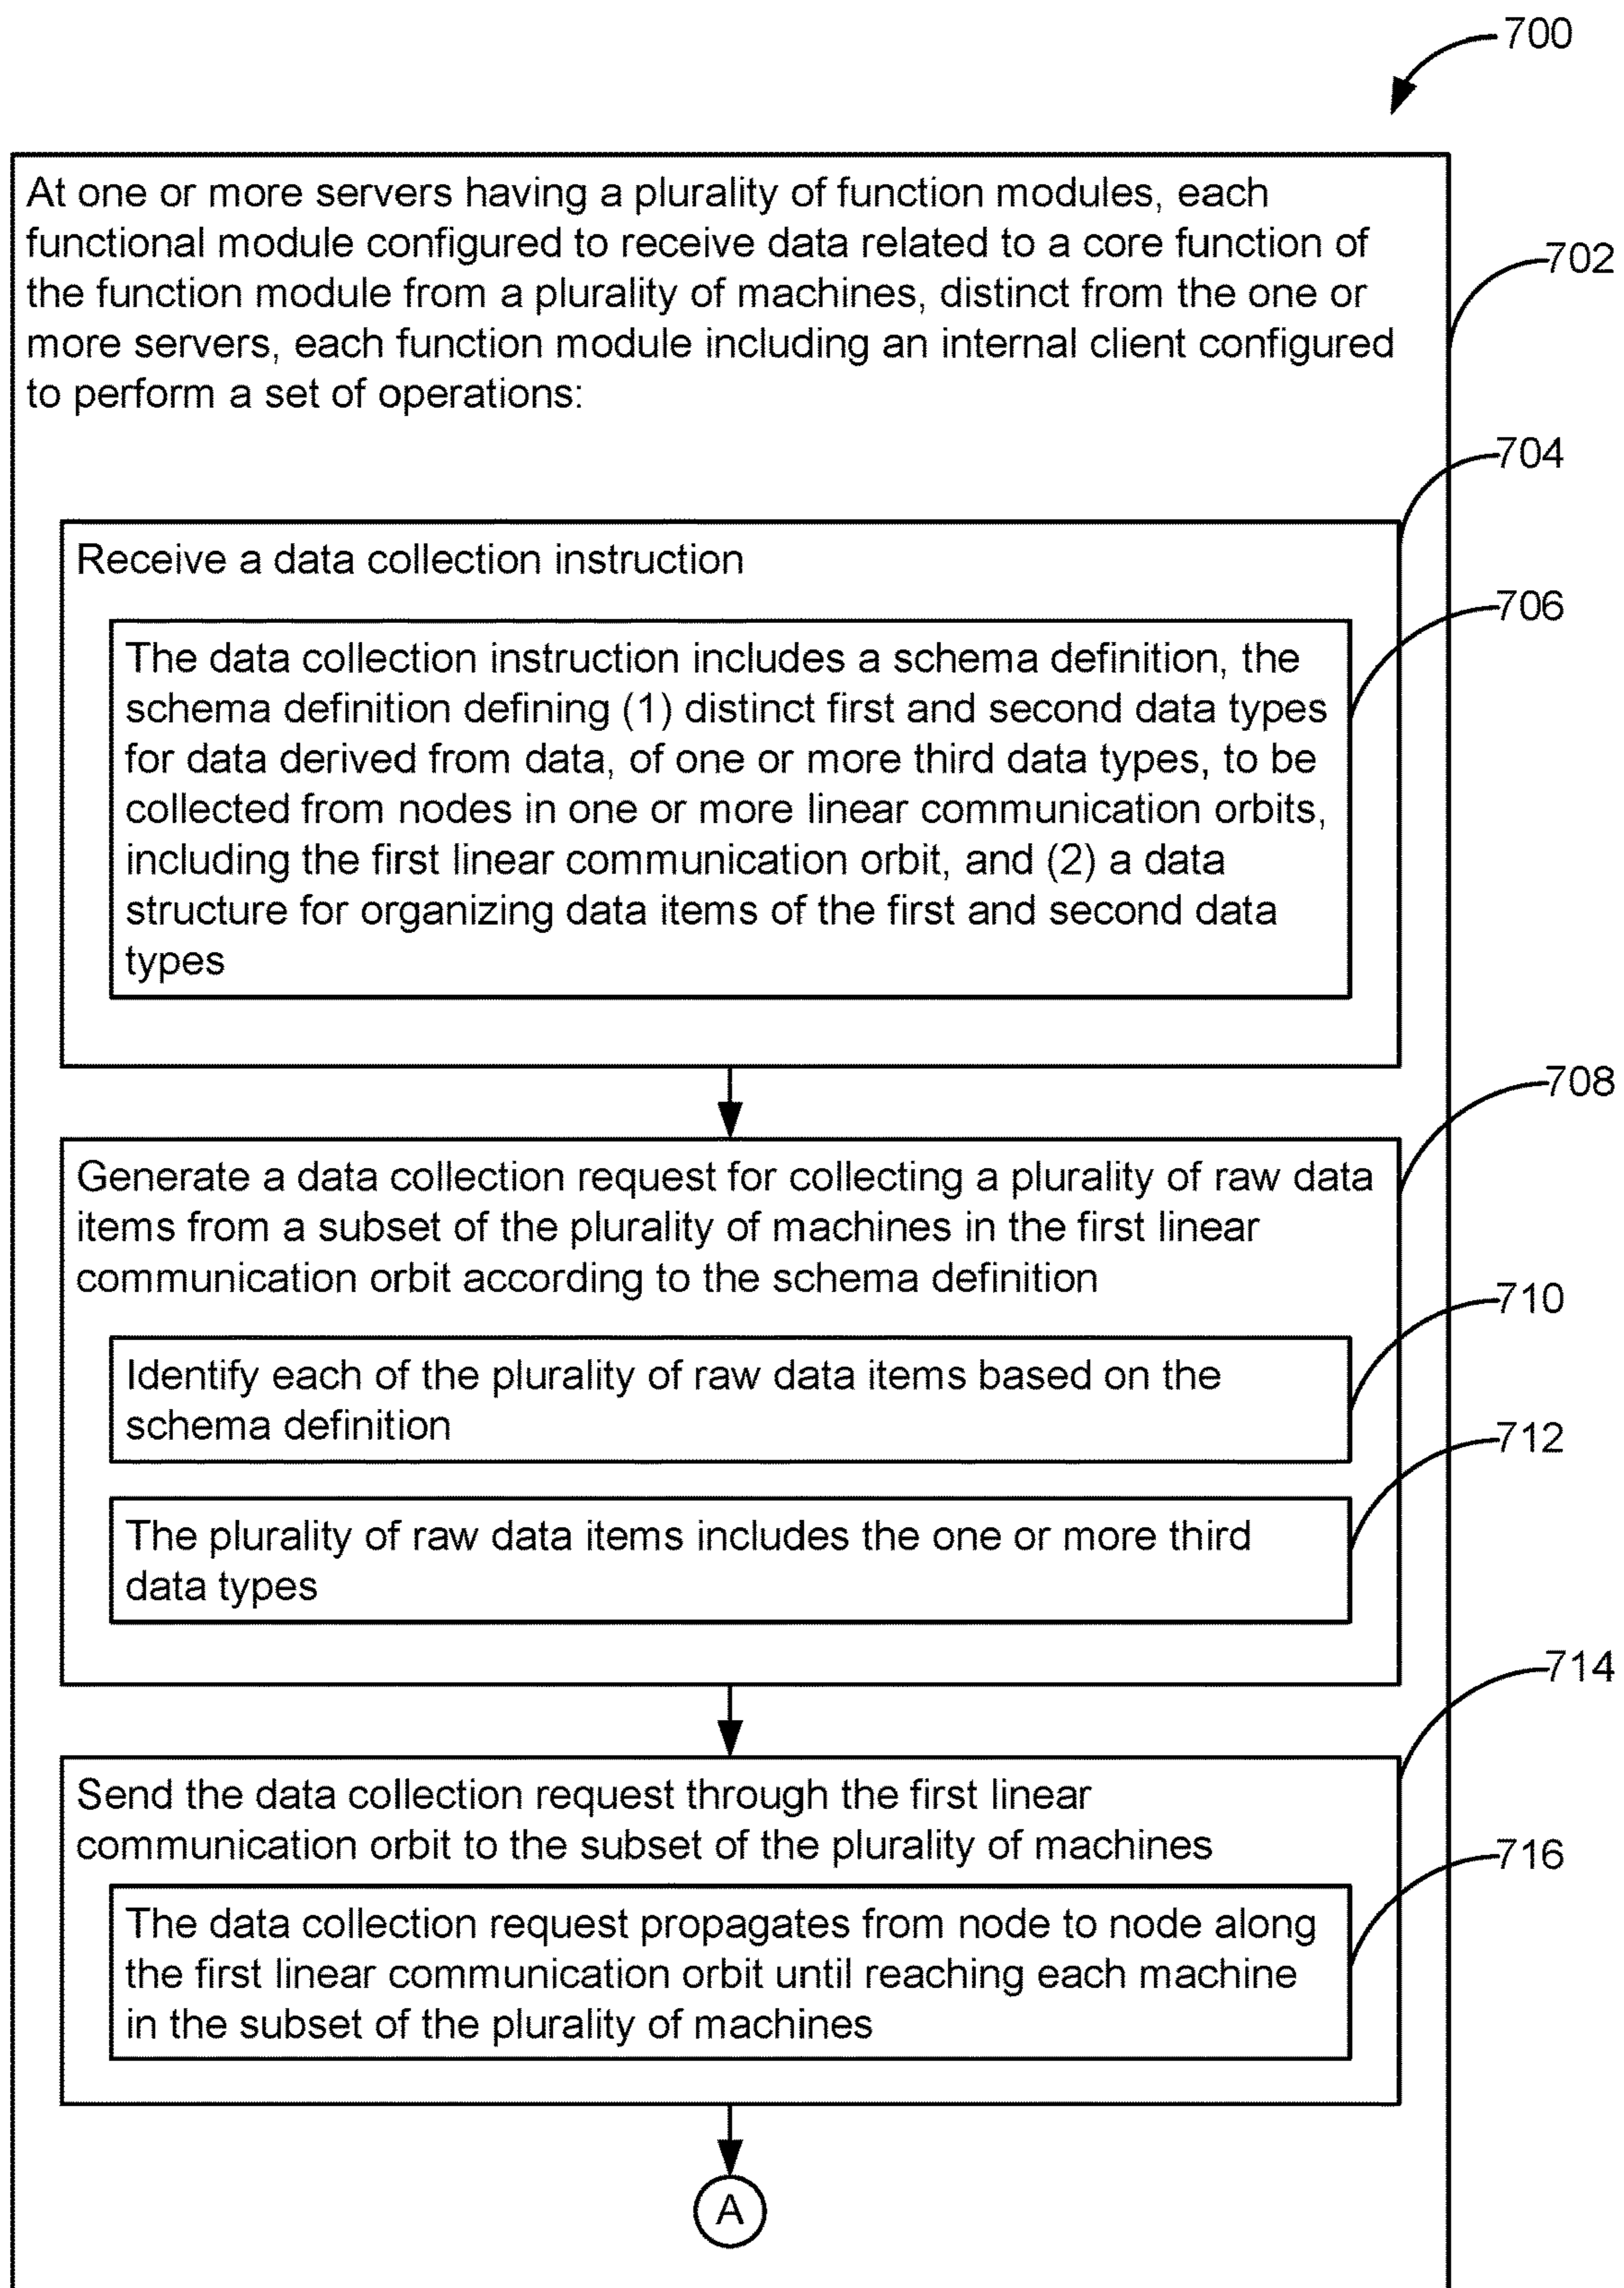 700
At one or more servers having a plurality of function modules, each
functional module configured to receive data related to a core function of
the function module from a plurality of machines, distinct from the one or
more servers, each function module including an internal client configured
to perform a set of operations:
702
704
Receive a data collection instruction
706
The data collection instruction includes a schema definition, the
schema definition defining (1) distinct first and second data types
for data derived from data, of one or more third data types, to be
collected from nodes in one or more linear communication orbits,
including the first linear communication orbit, and (2) a data
structure for organizing data items of the first and second data
types
708
Generate a data collection request for collecting a plurality of raw data
items from a subset of the plurality of machines in the first linear
communication orbit according to the schema definition
710
Identify each of the plurality of raw data items based on the
schema definition
712
The plurality of raw data items includes the one or more third
data types
714
Send the data collection request through the first linear
communication orbit to the subset of the plurality of machines
716
The data collection request propagates from node to node along
the first linear communication orbit until reaching each machine
in the subset of the plurality of machines
A